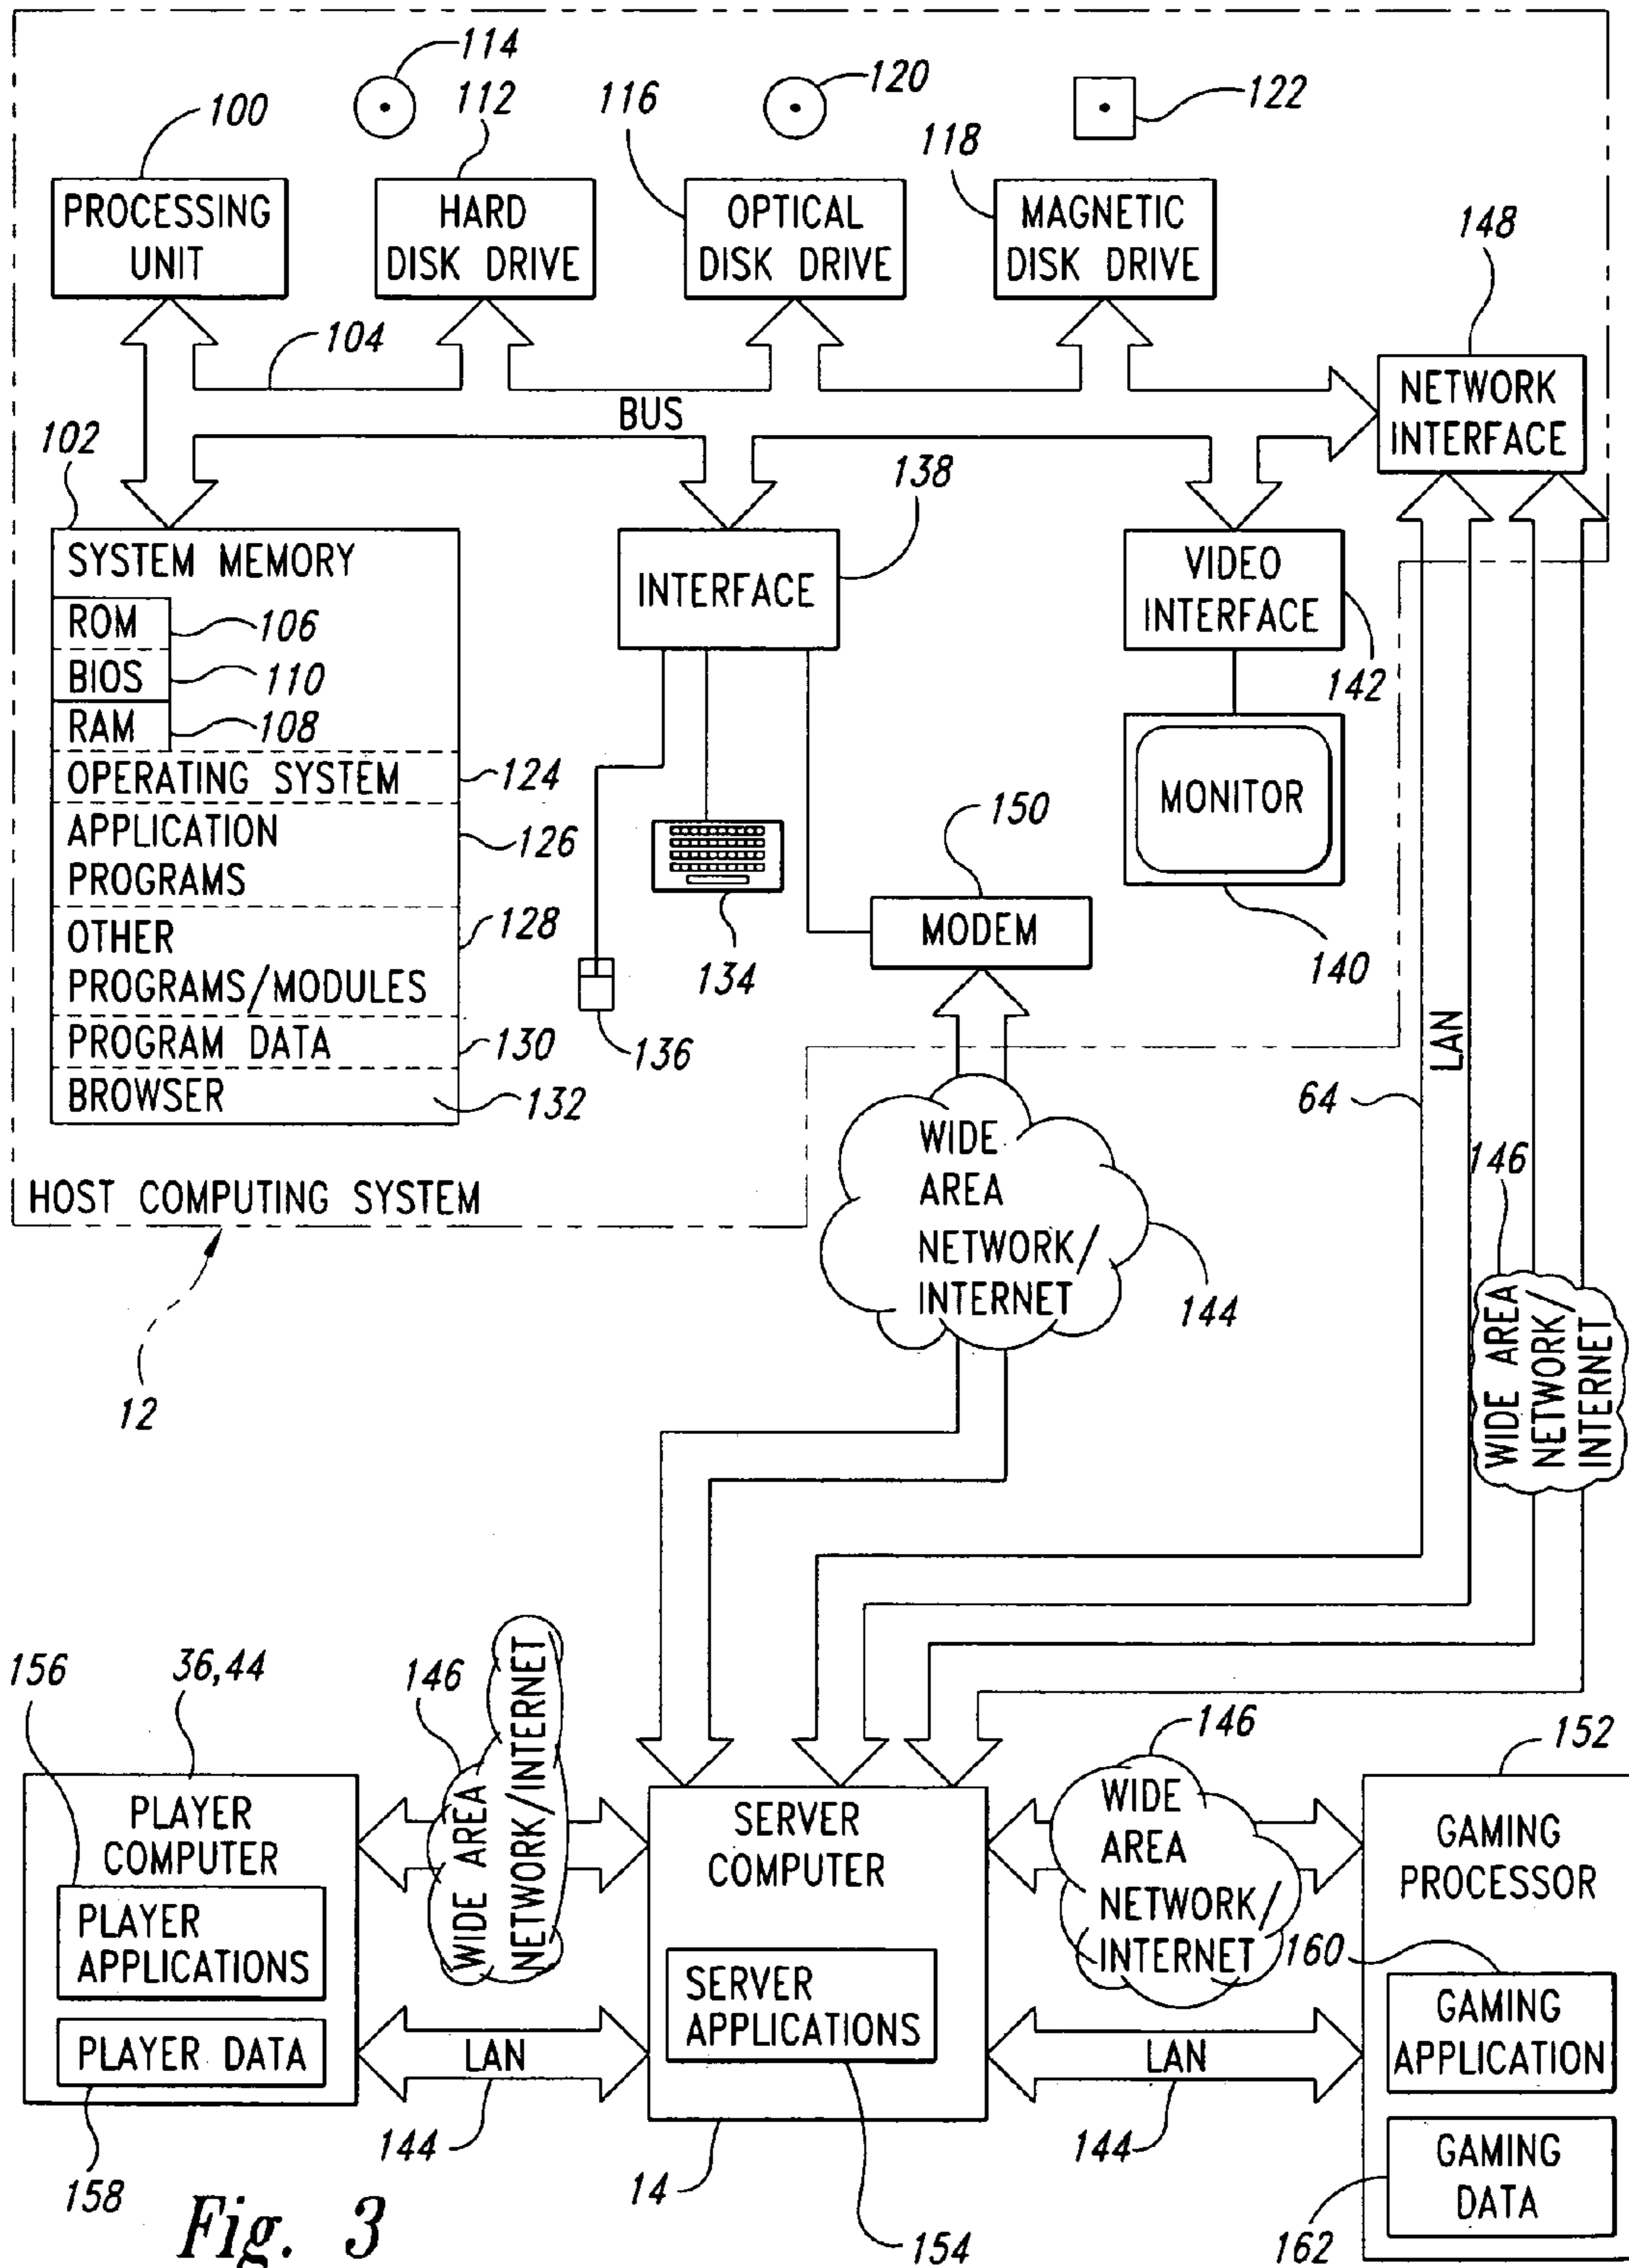 114
112
116
120
122
100
118
PROCESSING
UNIT
HARD
DISK DRIVE
OPTICAL
DISK DRIVE
MAGNETIC
DISK DRIVE
148
104
BUS
NETWORK
INTERFACE
102
138
SYSTEM MEMORY
ROM
106
BIOS
110
RAM
108
OPERATING SYSTEM
124
APPLICATION
PROGRAMS
126
OTHER
PROGRAMS/MODULES
128
PROGRAM DATA
130
BROWSER
132
INTERFACE
VIDEO
INTERFACE
142
MONITOR
140
150
MODEM
134
136
LAN
64
146
WIDE AREA
NETWORK/
INTERNET
WIDE
AREA
NETWORK/
INTERNET
144
HOST COMPUTING SYSTEM
12
156
36,44
146
WIDE AREA
NETWORK/INTERNET
146
152
PLAYER
COMPUTER
PLAYER
APPLICATIONS
PLAYER DATA
158
LAN
144
SERVER
COMPUTER
SERVER
APPLICATIONS
14
154
WIDE
AREA
NETWORK/
INTERNET
LAN
144
GAMING
PROCESSOR
160
GAMING
APPLICATION
GAMING
DATA
162
Fig. 3